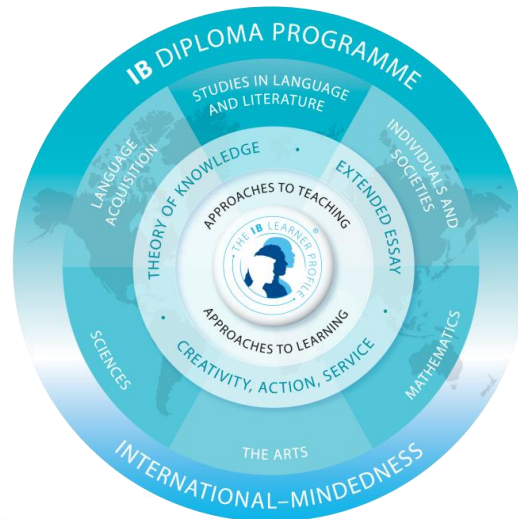 IB DIPLOMA PROGRAMME
STUDIES IN LANGUAGE
AND LITERATURE
LANGUAGE
ACQUISITION
INDIVIDUALS AND
SOCIETIES
THEORY OF KNOWLEDGE
EXTENDED ESSAY
APPROACHES TO TEACHING
THE IB LEARNER PROFILE ®
APPROACHES TO LEARNING
CREATIVITY, ACTION, SERVICE
SCIENCES
MATHEMATICS
THE ARTS
INTERNATIONAL–MINDEDNESS